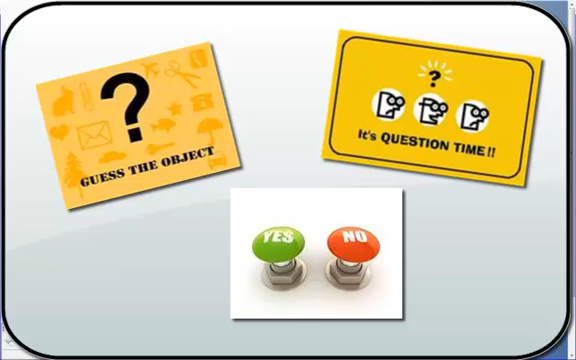 GUESS THE OBJECT
It's QUESTION TIME!!
YES
NO